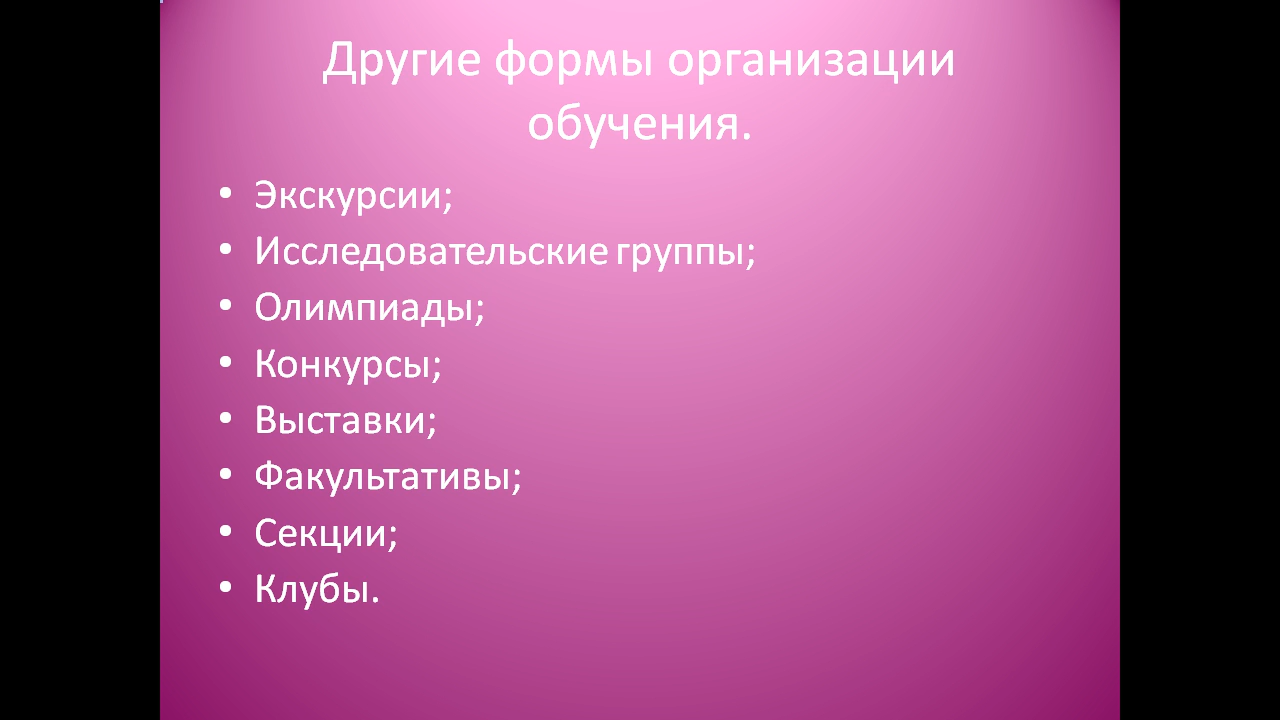 Другие формы организации
обучения.
• Экскурсии;
• Исследовательские группы;
• Олимпиады;
• Конкурсы;
• Выставки;
• Факультативы;
• Секции;
• Клубы.